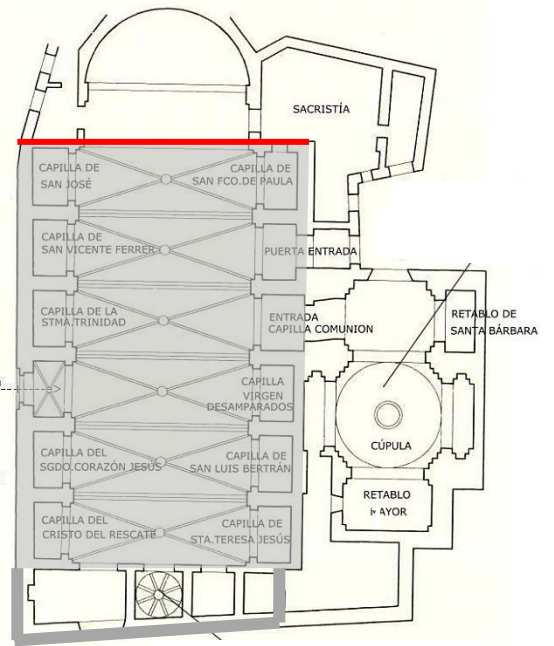 SACRISTÍA
CAPILLA DE
SAN JOSÉ
CAPILLA DE
SAN FCO.DE PAULA
CAPILLA DE
SAN VICENTE FERRER
PUERTA ENTRADA
CAPILLA DE LA
STMA.TRINIDAD
ENTRADA
CAPILLA COMUNION
RETABLO DE
SANTA BÁRBARA
CAPILLA
VIRGEN
DESAMPARADOS
CÚPULA
CAPILLA DEL
SGDO.CORAZÓN JESÚS
CAPILLA DE
SAN LUIS BERTRÁN
RETABLO
MAYOR
CAPILLA DEL
CRISTO DEL RESCATE
CAPILLA DE
STA.TERESA JESÚS